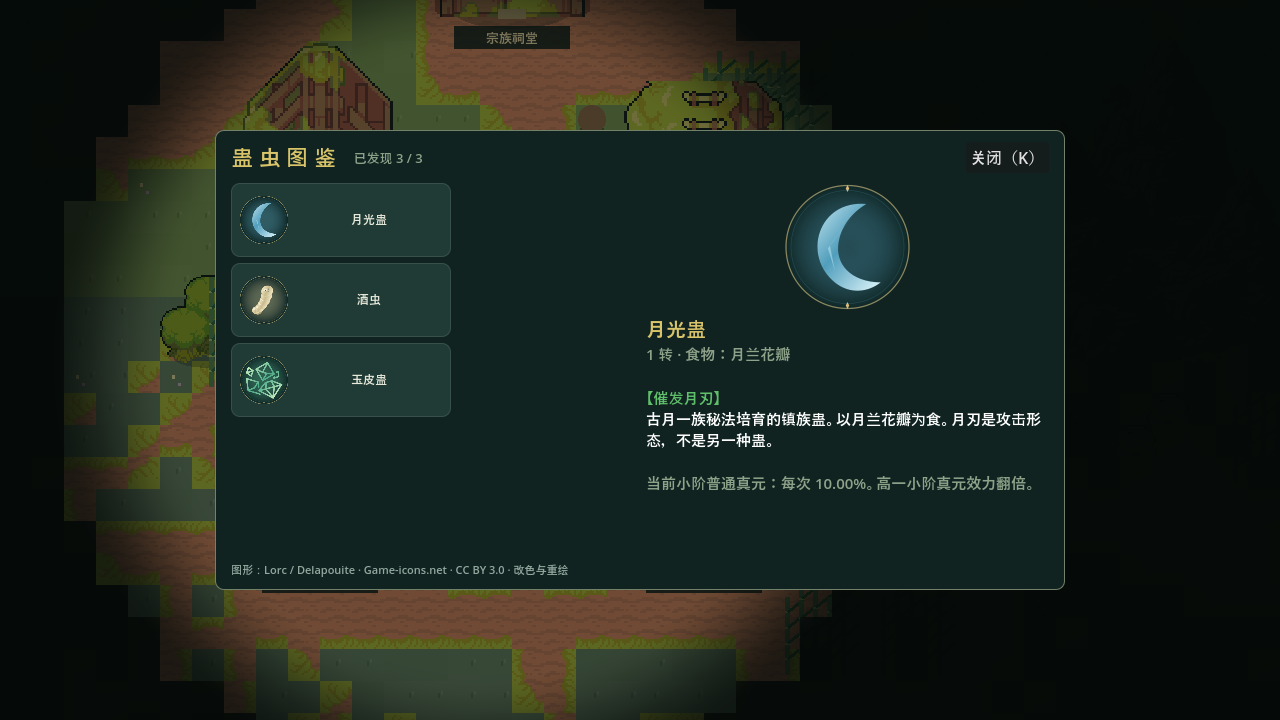 宗族祠堂
蛊虫图鉴
已发现 3 / 3
关闭（K）
月光蛊
酒虫
玉皮蛊
月光蛊
1 转 · 食物：月兰花瓣
【催发月刃】
古月一族秘法培育的镇族蛊。以月兰花瓣为食。月刃是攻击形
态，不是另一种蛊。
当前小阶普通真元：每次 10.00%。高一小阶真元效力翻倍。
图形：Lorc / Delapouite · Game-icons.net · CC BY 3.0 · 改色与重绘